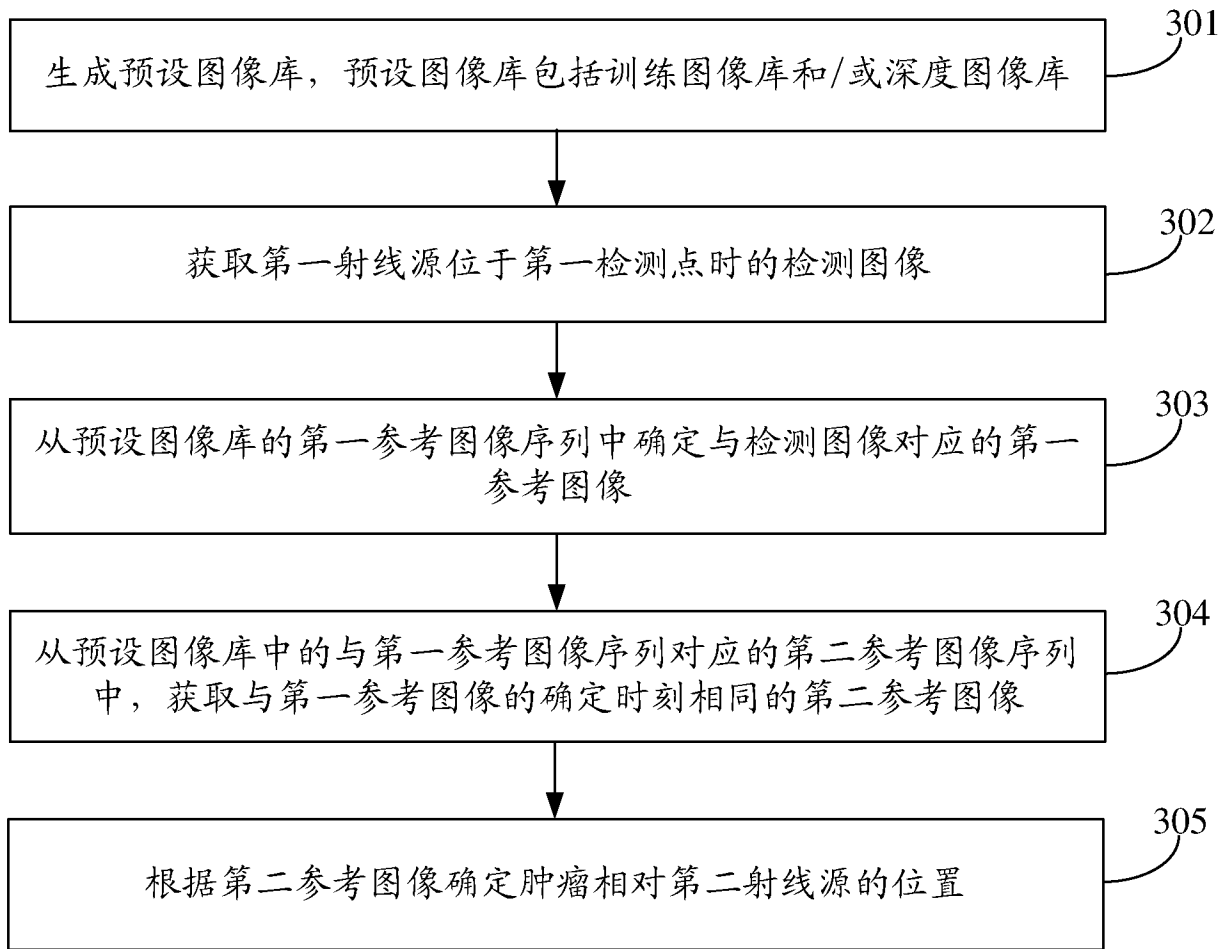 301
生成预设图像库，预设图像库包括训练图像库和/或深度图像库
302
获取第一射线源位于第一检测点时的检测图像
303
从预设图像库的第一参考图像序列中确定与检测图像对应的第一
参考图像
304
从预设图像库中的与第一参考图像序列对应的第二参考图像序列
中，获取与第一参考图像的确定时刻相同的第二参考图像
305
根据第二参考图像确定肿瘤相对第二射线源的位置